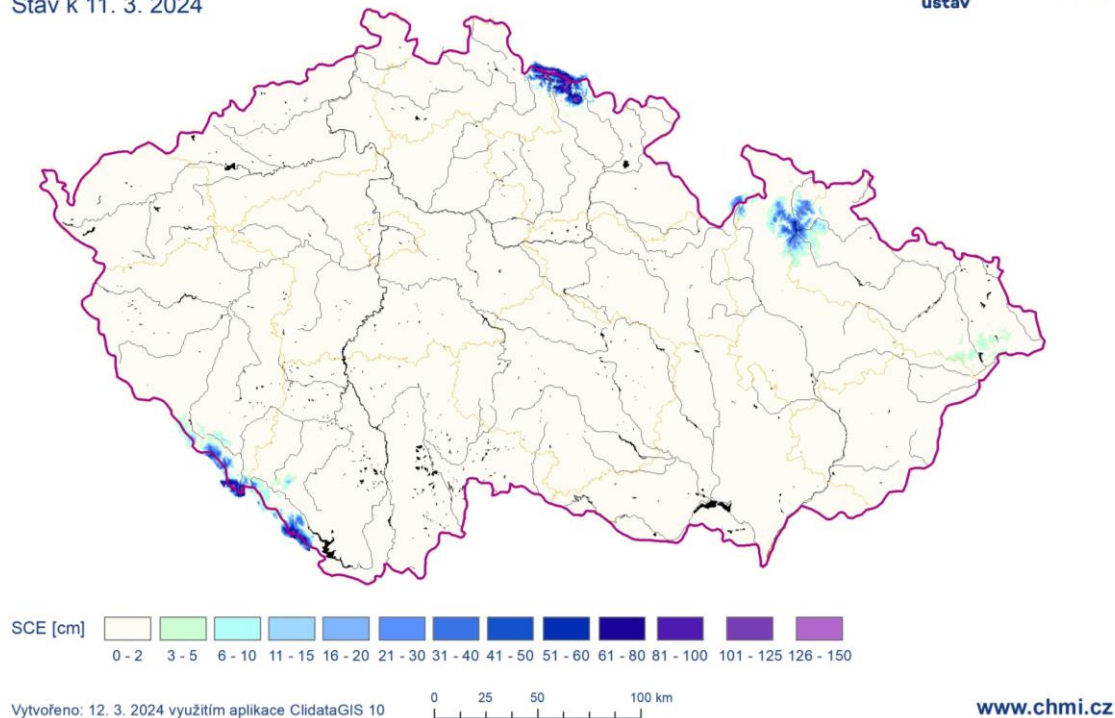 Stav k 11. 3. 2024
ústav
SCE [cm]
0 - 2 3 - 5 6 - 10 11 - 15 16 - 20 21 - 30 31 - 40 41 - 50 51 - 60 61 - 80 81 - 100 101 - 125 126 - 150
0 25 50 100 km
Vytvořeno: 12. 3. 2024 využitím aplikace ClidataGIS 10
www.chmi.cz